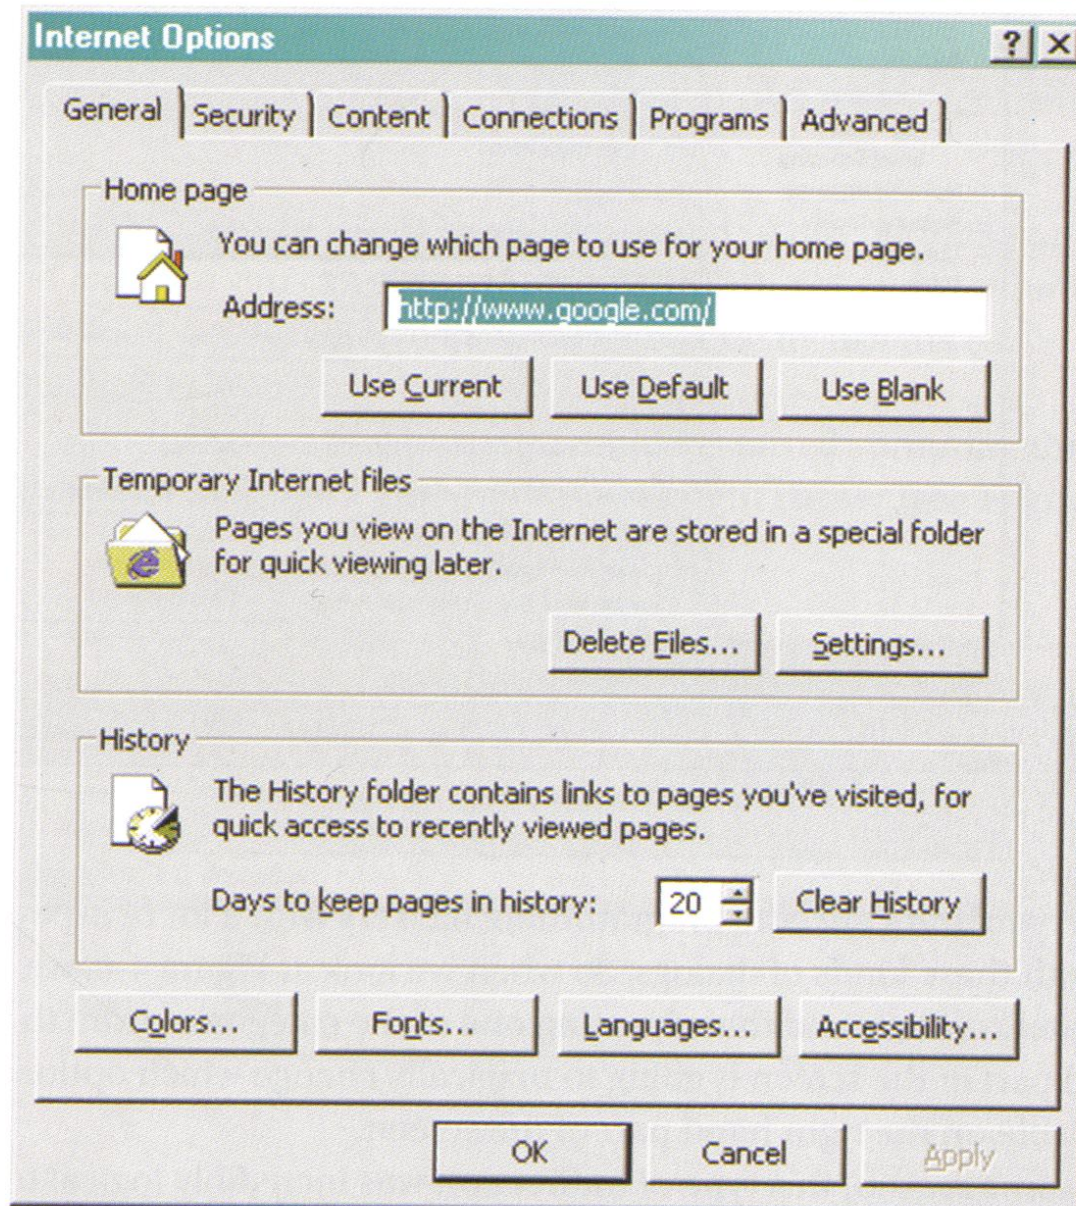 Internet Options
? X
General Security Content Connections Programs Advanced
Home page
You can change which page to use for your home page.
Address: http://www.google.com/
Use Current Use Default Use Blank
Temporary Internet files
Pages you view on the Internet are stored in a special folder
for quick viewing later.
Delete Files... Settings...
History
The History folder contains links to pages you've visited, for
quick access to recently viewed pages.
Days to keep pages in history: 20 Clear History
Colors... Fonts... Languages... Accessibility...
OK Cancel Apply